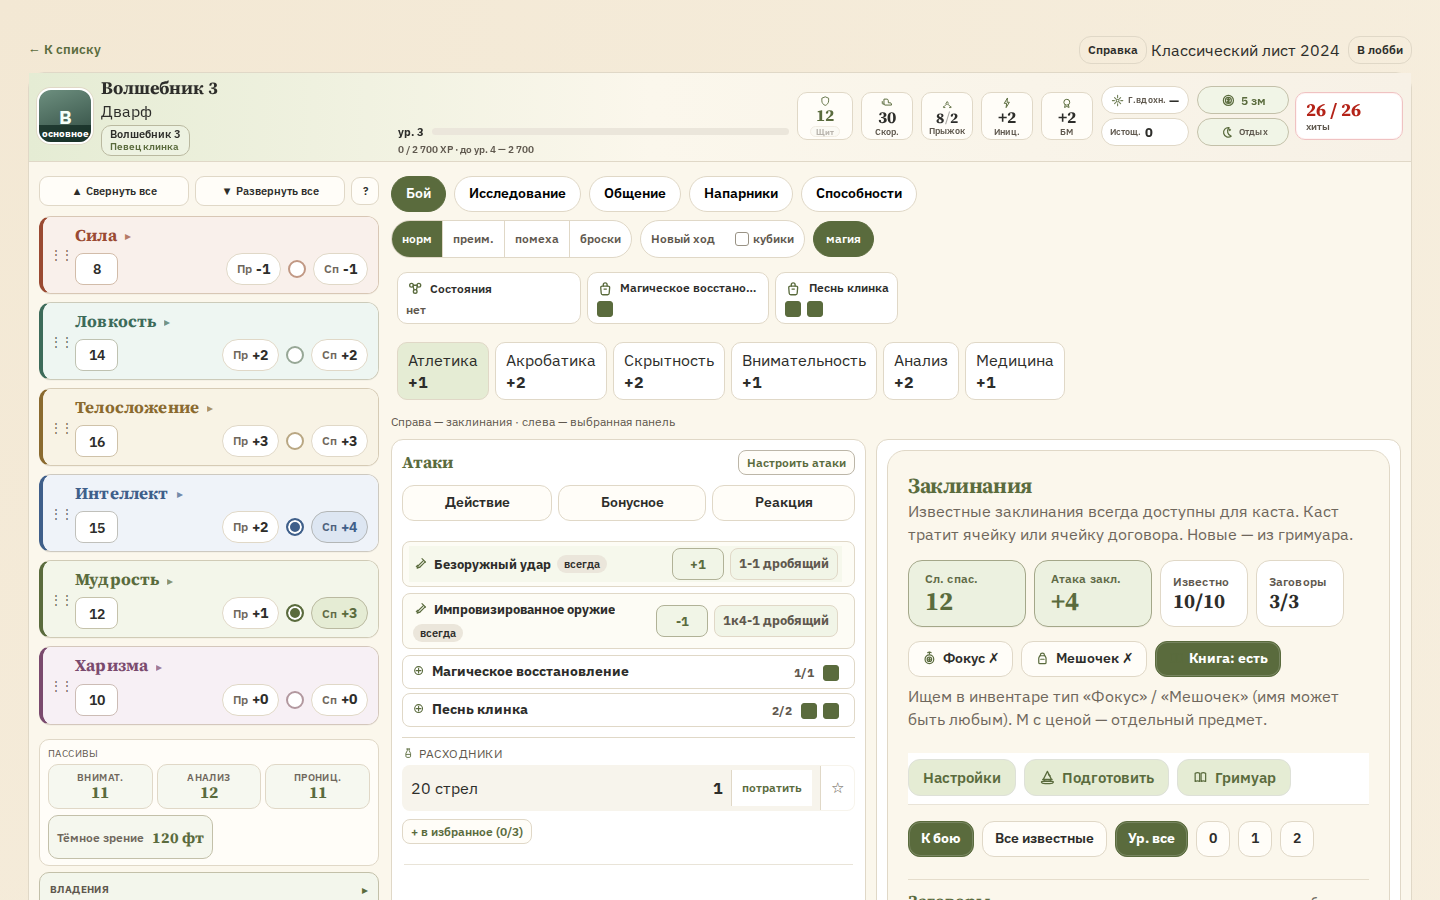 ← К списку
Справка Классический лист 2024 В лобби
В
основное
Волшебник 3
Дварф
Волшебник 3
Певец клинка
ур. 3
0 / 2 700 XP · до ур. 4 — 2 700
12
Щит
30
Скор.
8/2
Прыжок
+2
Иниц.
+2
БМ
Г.вдохн. —
Истощ. 0
5 зм
Отдых
26 / 26
хиты
▲ Свернуть все
▼ Развернуть все
?
Сила ▸
8
Пр -1
Сп -1
Ловкость ▸
14
Пр +2
Сп +2
Телосложение ▸
16
Пр +3
Сп +3
Интеллект ▸
15
Пр +2
Сп +4
Мудрость ▸
12
Пр +1
Сп +3
Харизма ▸
10
Пр +0
Сп +0
ПАССИВЫ
ВНИМАТ.
11
АНАЛИЗ
12
ПРОНИЦ.
11
Тёмное зрение 120 фт
ВЛАДЕНИЯ ▸
Бой
Исследование
Общение
Напарники
Способности
норм
преим.
помеха
броски
Новый ход
кубики
магия
Состояния
нет
Магическое восстано...
Песнь клинка
Атлетика
+1
Акробатика
+2
Скрытность
+2
Внимательность
+1
Анализ
+2
Медицина
+1
Справа — заклинания · слева — выбранная панель
Атаки
Настроить атаки
Действие
Бонусное
Реакция
Безоружный удар всегда
+1
1-1 дробящий
Импровизированное оружие
всегда
-1
1к4-1 дробящий
Магическое восстановление
1/1
Песнь клинка
2/2
РАСХОДНИКИ
20 стрел
1
потратить
☆
+ в избранное (0/3)
Заклинания
Известные заклинания всегда доступны для каста. Каст
тратит ячейку или ячейку договора. Новые — из гримуара.
Сл. спас.
12
Атака закл.
+4
Известно
10/10
Заговоры
3/3
Фокус ✗
Мешочек ✗
Книга: есть
Ищем в инвентаре тип «Фокус» / «Мешочек» (имя может
быть любым). М с ценой — отдельный предмет.
Настройки
Подготовить
Гримуар
К бою
Все известные
Ур. все
0
1
2